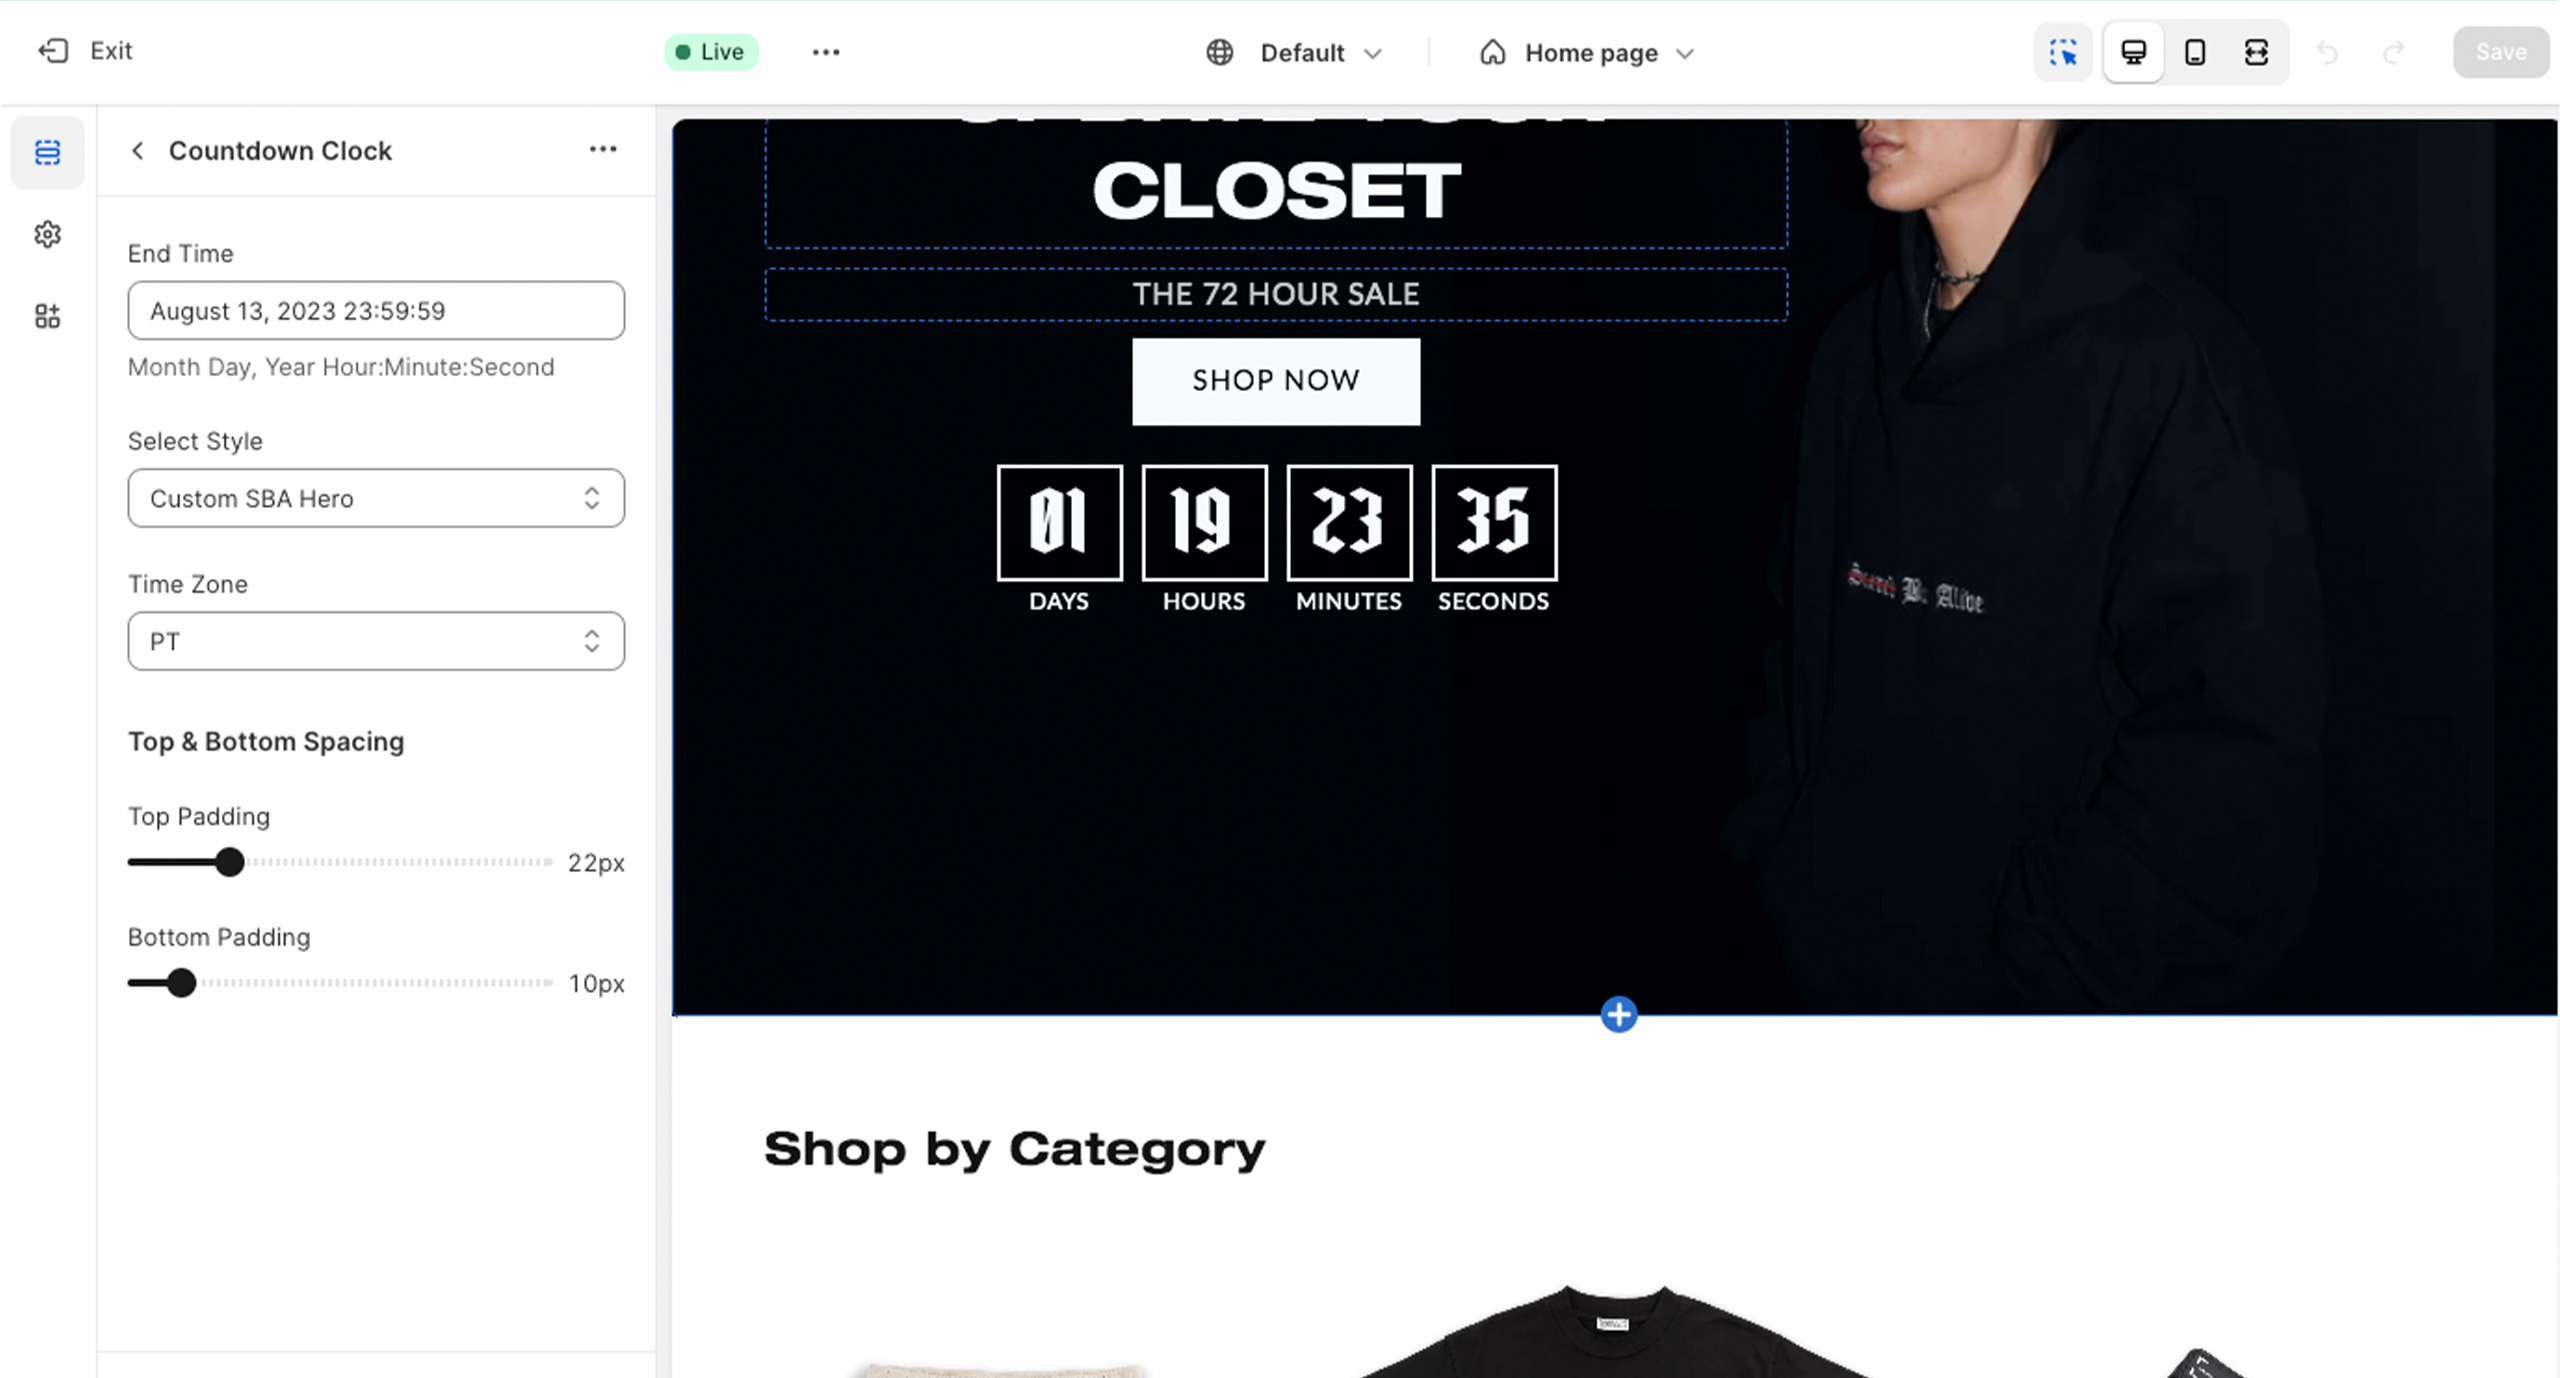 Exit
Live
Default
Home page
Save
Countdown Clock
End Time
August 13, 2023 23:59:59
Month Day, Year Hour:Minute:Second
Select Style
Custom SBA Hero
Time Zone
PT
Top & Bottom Spacing
Top Padding
22px
Bottom Padding
10px
CLOSET
THE 72 HOUR SALE
SHOP NOW
01 19 23 35
DAYS HOURS MINUTES SECONDS
Alive
Shop by Category